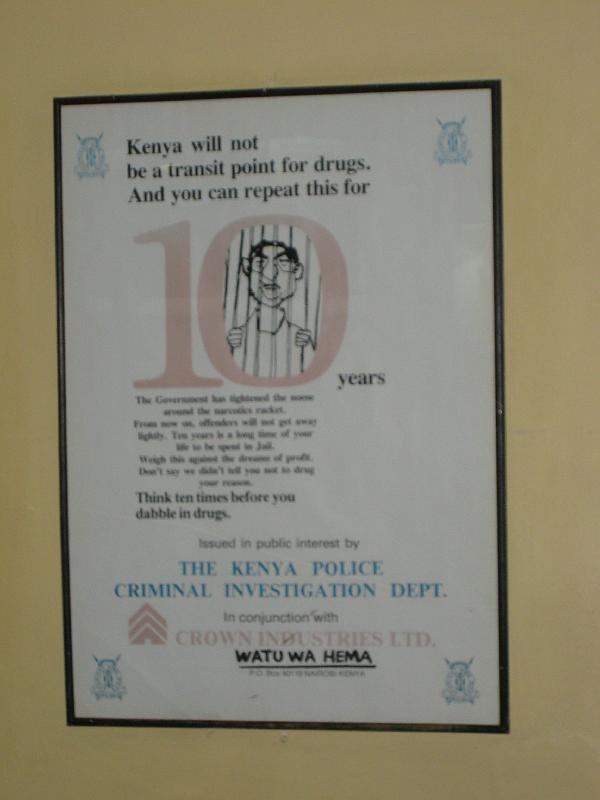 Kenya will not
be a transit point for drugs.
And you can repeat this for
10
years
The Government has tightened the noose
around the narcotics racket.
From now on, offenders will not get away
lightly. Ten years is a long time of your
life to be spent in Jail.
Weigh this against the dreams of profit.
Don't say we didn't tell you not to drug
your reason.
Think ten times before you
dabble in drugs.
Issued in public interest by
THE KENYA POLICE
CRIMINAL INVESTIGATION DEPT.
In conjunction with
CROWN INDUSTRIES LTD.
WATU WA HEMA
P.O. Box 40119 NAIROBI KENYA